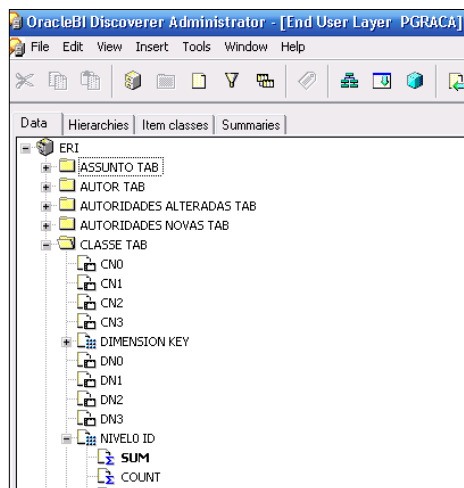 OracleBI Discoverer Administrator - [End User Layer PGRACA]
File Edit View Insert Tools Window Help
Data Hierarchies Item classes Summaries
ERI
ASSUNTO TAB
AUTOR TAB
AUTORIDADES ALTERADAS TAB
AUTORIDADES NOVAS TAB
CLASSE TAB
CN0
CN1
CN2
CN3
DIMENSION KEY
DN0
DN1
DN2
DN3
NIVEL0 ID
SUM
COUNT